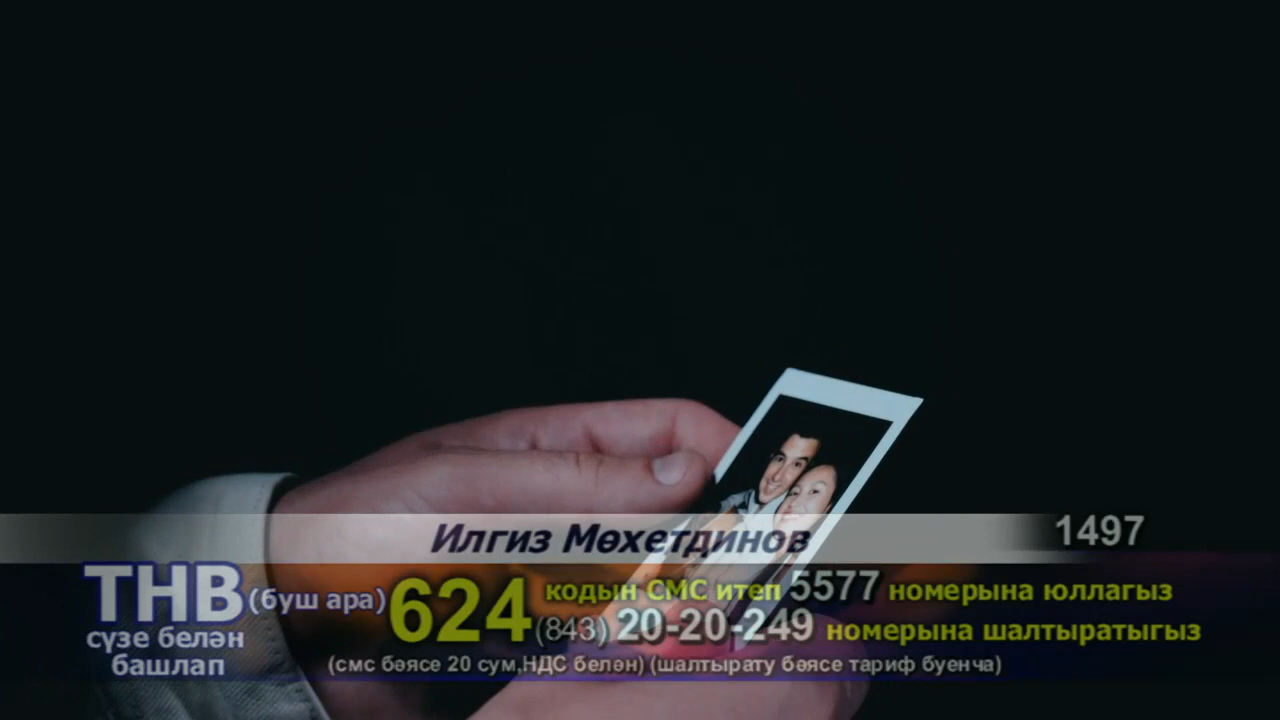 Илгиз Мөхетдинов
1497
ТНВ (буш ара) 624 кодын СМС итеп 5577 номерына юллагыз
сүзе белән
башлап
(843) 20-20-249 номерына шалтыратыгыз
(смс бәясе 20 сум,НДС белән) (шалтырату бәясе тариф буенча)